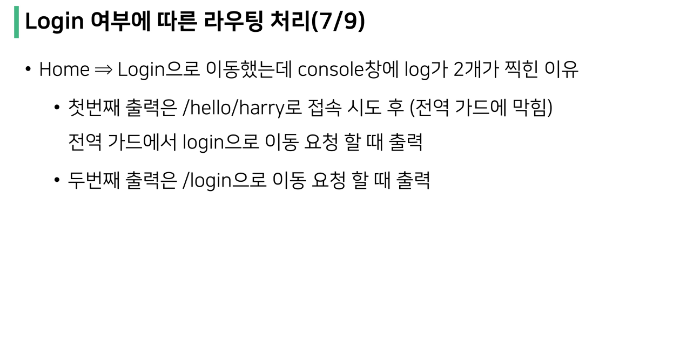 Login 여부에 따른 라우팅 처리(7/9)
• Home ⇒ Login으로 이동했는데 console창에 log가 2개가 찍힌 이유
• 첫번째 출력은 /hello/harry로 접속 시도 후 (전역 가드에 막힘)
전역 가드에서 login으로 이동 요청 할 때 출력
• 두번째 출력은 /login으로 이동 요청 할 때 출력